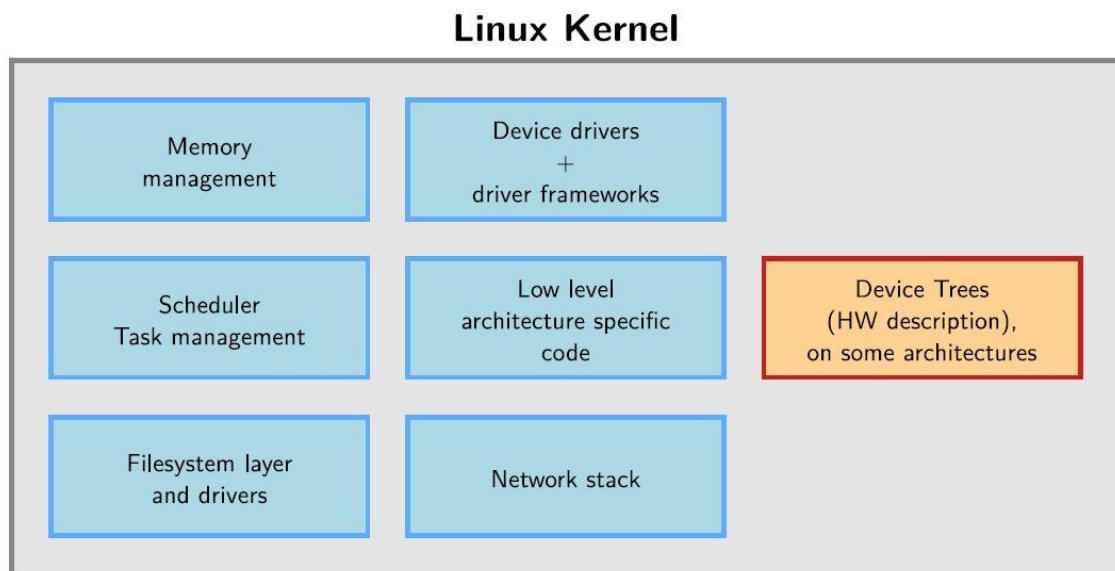 Linux Kernel
Memory
management
Device drivers
+
driver frameworks
Scheduler
Task management
Low level
architecture specific
code
Device Trees
(HW description),
on some architectures
Filesystem layer
and drivers
Network stack